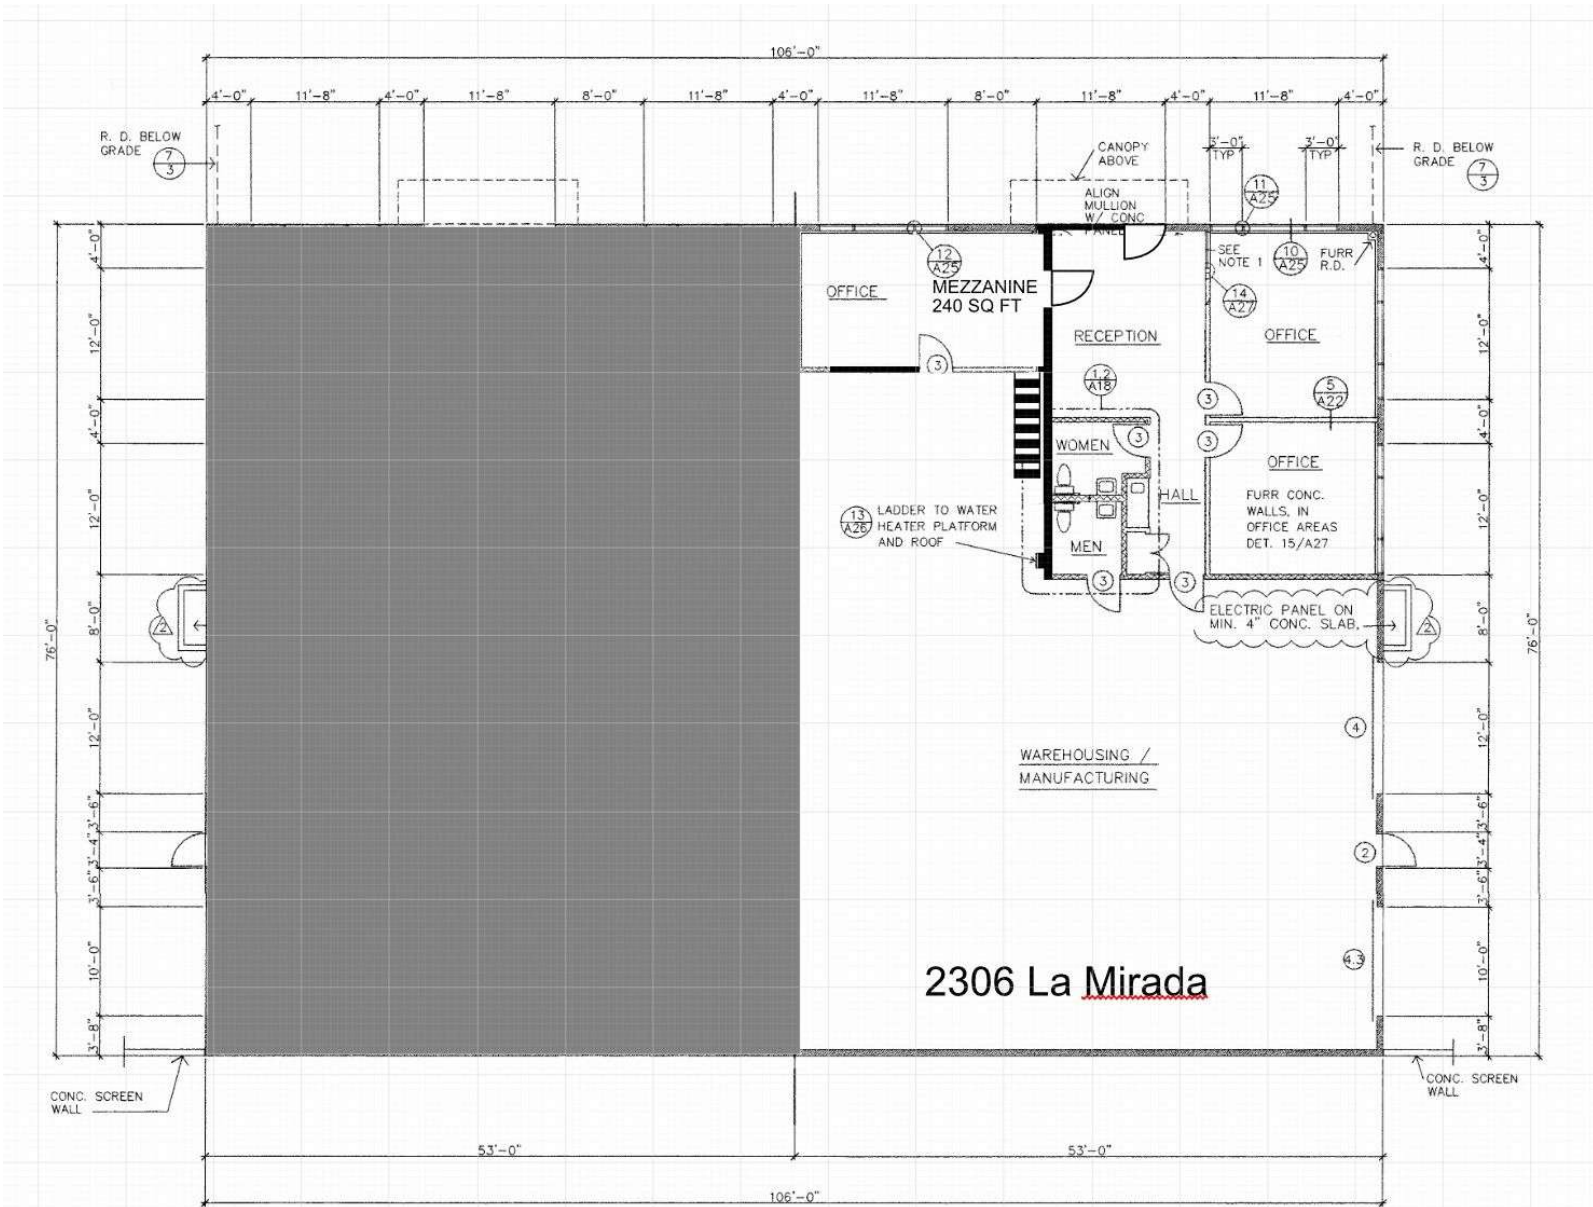 106'-0"
4'-0" 11'-8" 4'-0" 11'-8" 8'-0" 11'-8" 4'-0" 11'-8" 8'-0" 11'-8" 4'-0" 11'-8" 4'-0"
R. D. BELOW
GRADE
7
3
CANOPY
ABOVE
3'-0"
TYP
3'-0"
TYP
R. D. BELOW
GRADE
7
3
ALIGN
MULLION
W/ CONC
PANEL
11
A25
12
A25
SEE
NOTE 1
10
A25
FURR
R.D.
14
A27
OFFICE
MEZZANINE
240 SQ FT
RECEPTION
OFFICE
3
1,2
A18
5
A22
3
3
3
WOMEN
OFFICE
HALL
FURR CONC.
WALLS, IN
OFFICE AREAS
DET. 15/A27
13
A26
LADDER TO WATER
HEATER PLATFORM
AND ROOF
MEN
3
3
ELECTRIC PANEL ON
MIN. 4" CONC. SLAB,
2
2
4
WAREHOUSING /
MANUFACTURING
2
4.3
2306 La Mirada
4'-0"
12'-0"
4'-0"
12'-0"
8'-0"
12'-0"
3'-6"
3'-4"
3'-6"
10'-0"
3'-8"
76'-0"
4'-0"
12'-0"
4'-0"
12'-0"
8'-0"
12'-0"
3'-6"
3'-4"
3'-6"
10'-0"
3'-8"
76'-0"
CONC. SCREEN
WALL
CONC. SCREEN
WALL
53'-0" 53'-0"
106'-0"